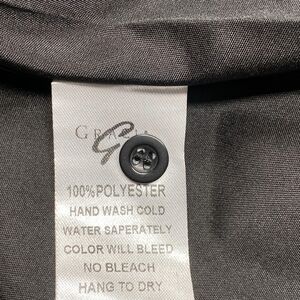 100%POLYESTER
HAND WASH COLD
WATER SAPERATELY
COLOR WILL BLEED
NO BLEACH
HANG TO DRY